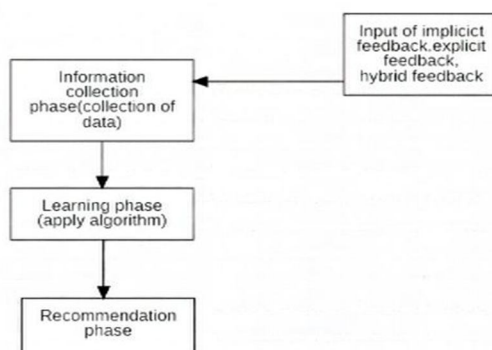 Input of implicict
feedback.explicit
feedback,
hybrid feedback
Information
collection
phase(collection of
data)
Learning phase
(apply algorithm)
Recommendation
phase